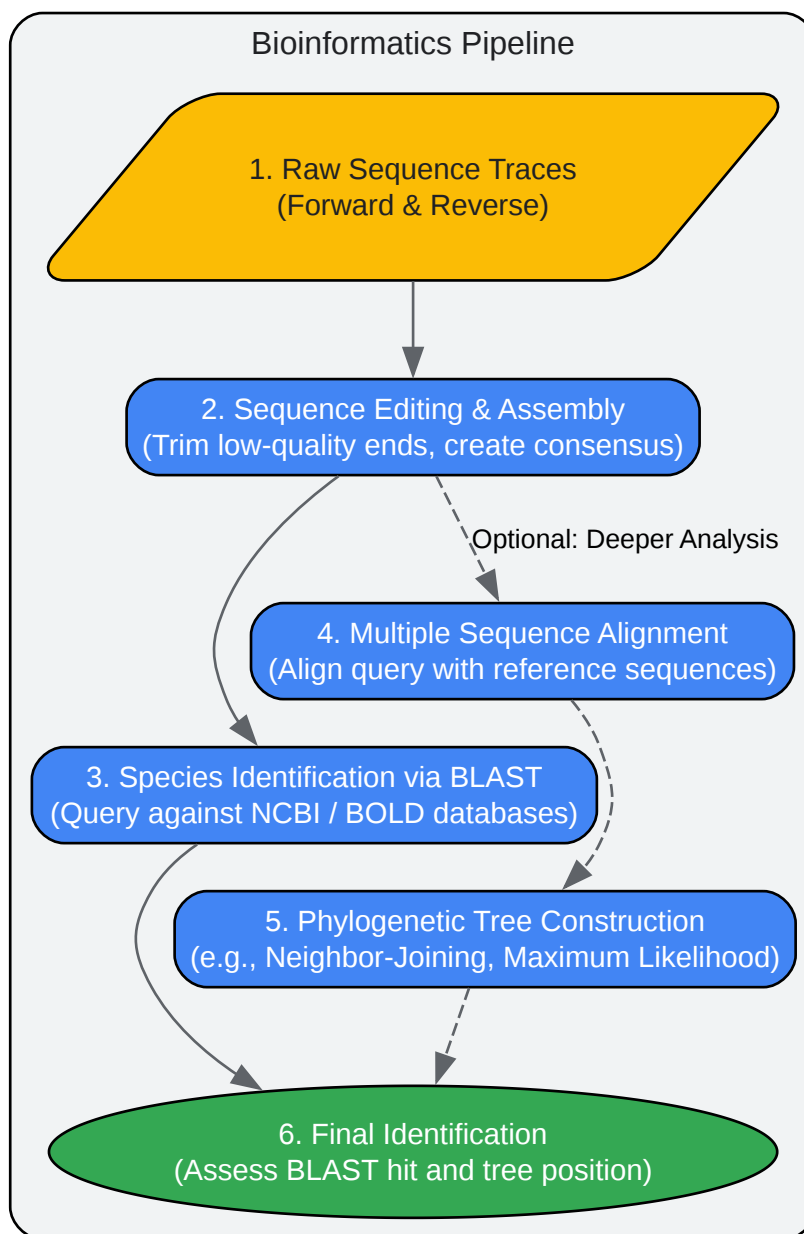 Bioinformatics Pipeline
1. Raw Sequence Traces
(Forward & Reverse)
2. Sequence Editing & Assembly
(Trim low-quality ends, create consensus)
Optional: Deeper Analysis
4. Multiple Sequence Alignment
(Align query with reference sequences)
3. Species Identification via BLAST
(Query against NCBI / BOLD databases)
5. Phylogenetic Tree Construction
(e.g., Neighbor-Joining, Maximum Likelihood)
6. Final Identification
(Assess BLAST hit and tree position)